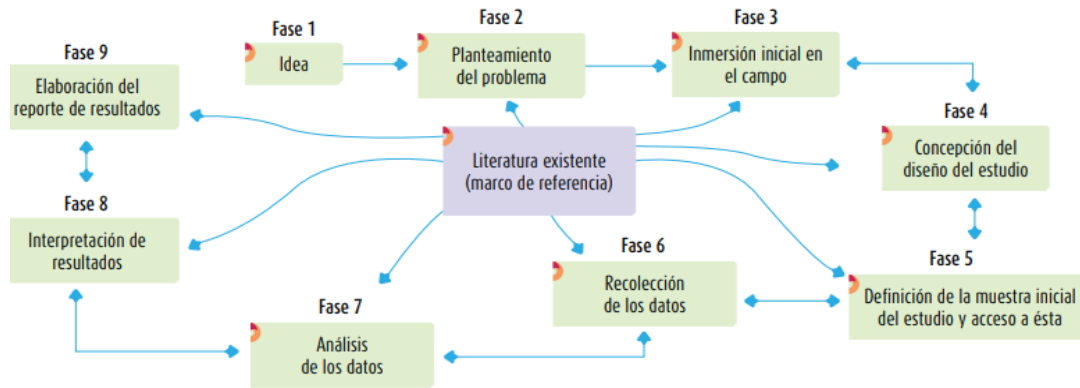 Fase 1
Idea
Fase 2
Planteamiento
del problema
Fase 3
Inmersión inicial en
el campo
Fase 4
Concepción del
diseño del estudio
Fase 5
Definición de la muestra inicial
del estudio y acceso a ésta
Fase 6
Recolección
de los datos
Fase 7
Análisis
de los datos
Fase 8
Interpretación de
resultados
Fase 9
Elaboración del
reporte de resultados
Literatura existente
(marco de referencia)